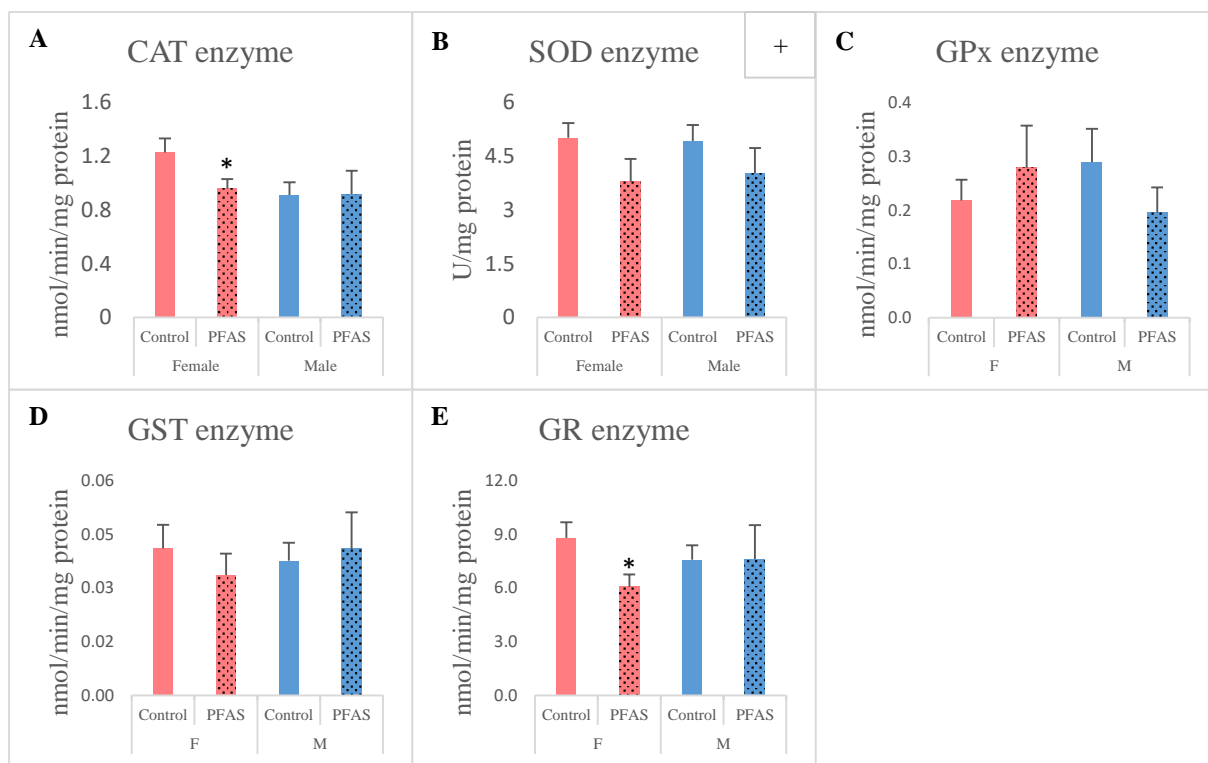 A
CAT enzyme
nmol/min/mg protein
1.6
1.2
0.8
0.4
0
*
Control PFAS Control PFAS
Female Male
B
SOD enzyme
+
U/mg protein
6
4.5
3
1.5
0
Control PFAS Control PFAS
Female Male
C
GPx enzyme
nmol/min/mg protein
0.4
0.3
0.2
0.1
0.0
Control PFAS Control PFAS
F M
D
GST enzyme
nmol/min/mg protein
0.06
0.05
0.03
0.02
0.00
Control PFAS Control PFAS
F M
E
GR enzyme
nmol/min/mg protein
12.0
9.0
6.0
3.0
0.0
*
Control PFAS Control PFAS
F M